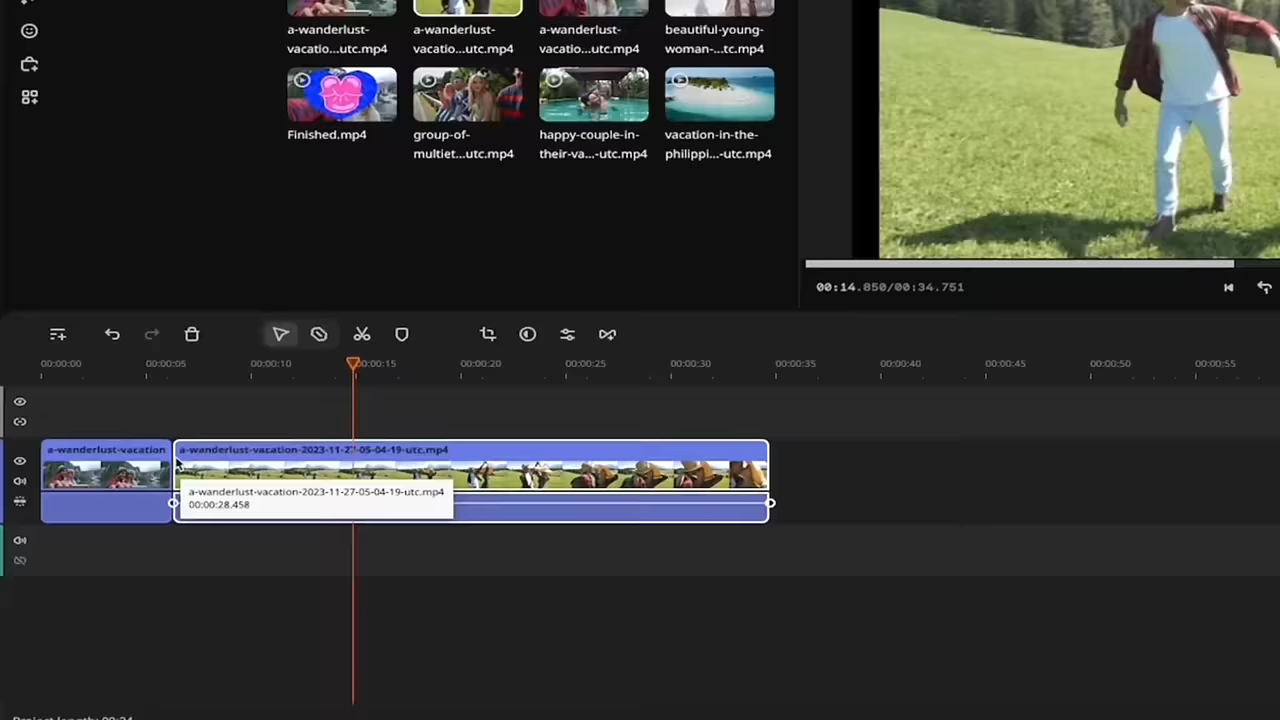 a-wanderlust- a-wanderlust- a-wanderlust- beautiful-young-
vacatio...utc.mp4 vacatio...utc.mp4 vacatio...utc.mp4 woman-...tc.mp4
Finished.mp4 group-of- happy-couple-in- vacation-in-the-
multiet...utc.mp4 their-va...-utc.mp4 philippi...-utc.mp4
00:14.850/00:34.751
00:00:00 00:00:05 00:00:10 00:00:15 00:00:20 00:00:25 00:00:30 00:00:35 00:00:40 00:00:45 00:00:50 00:00:55
a-wanderlust-vacation a-wanderlust-vacation-2023-11-27-05-04-19-utc.mp4
a-wanderlust-vacation-2023-11-27-05-04-19-utc.mp4
00:00:28.458
Project length: 00:34